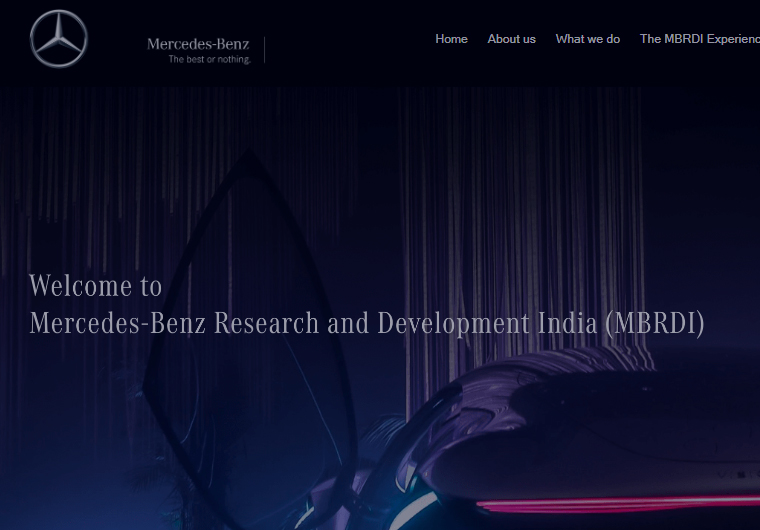 Mercedes-Benz
The best or nothing.
Home About us What we do The MBRDI Experienc
Welcome to
Mercedes-Benz Research and Development India (MBRDI)